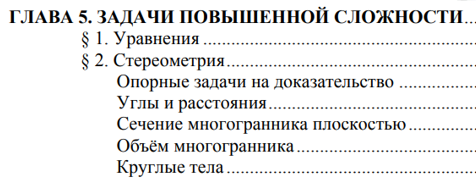 ГЛАВА 5. ЗАДАЧИ ПОВЫШЕННОЙ СЛОЖНОСТИ...
§ 1. Уравнения........................................................
§ 2. Стереометрия...................................................
Опорные задачи на доказательство ..............
Углы и расстояния..........................................
Сечение многогранника плоскостью..............
Объём многогранника....................................
Круглые тела...................................................